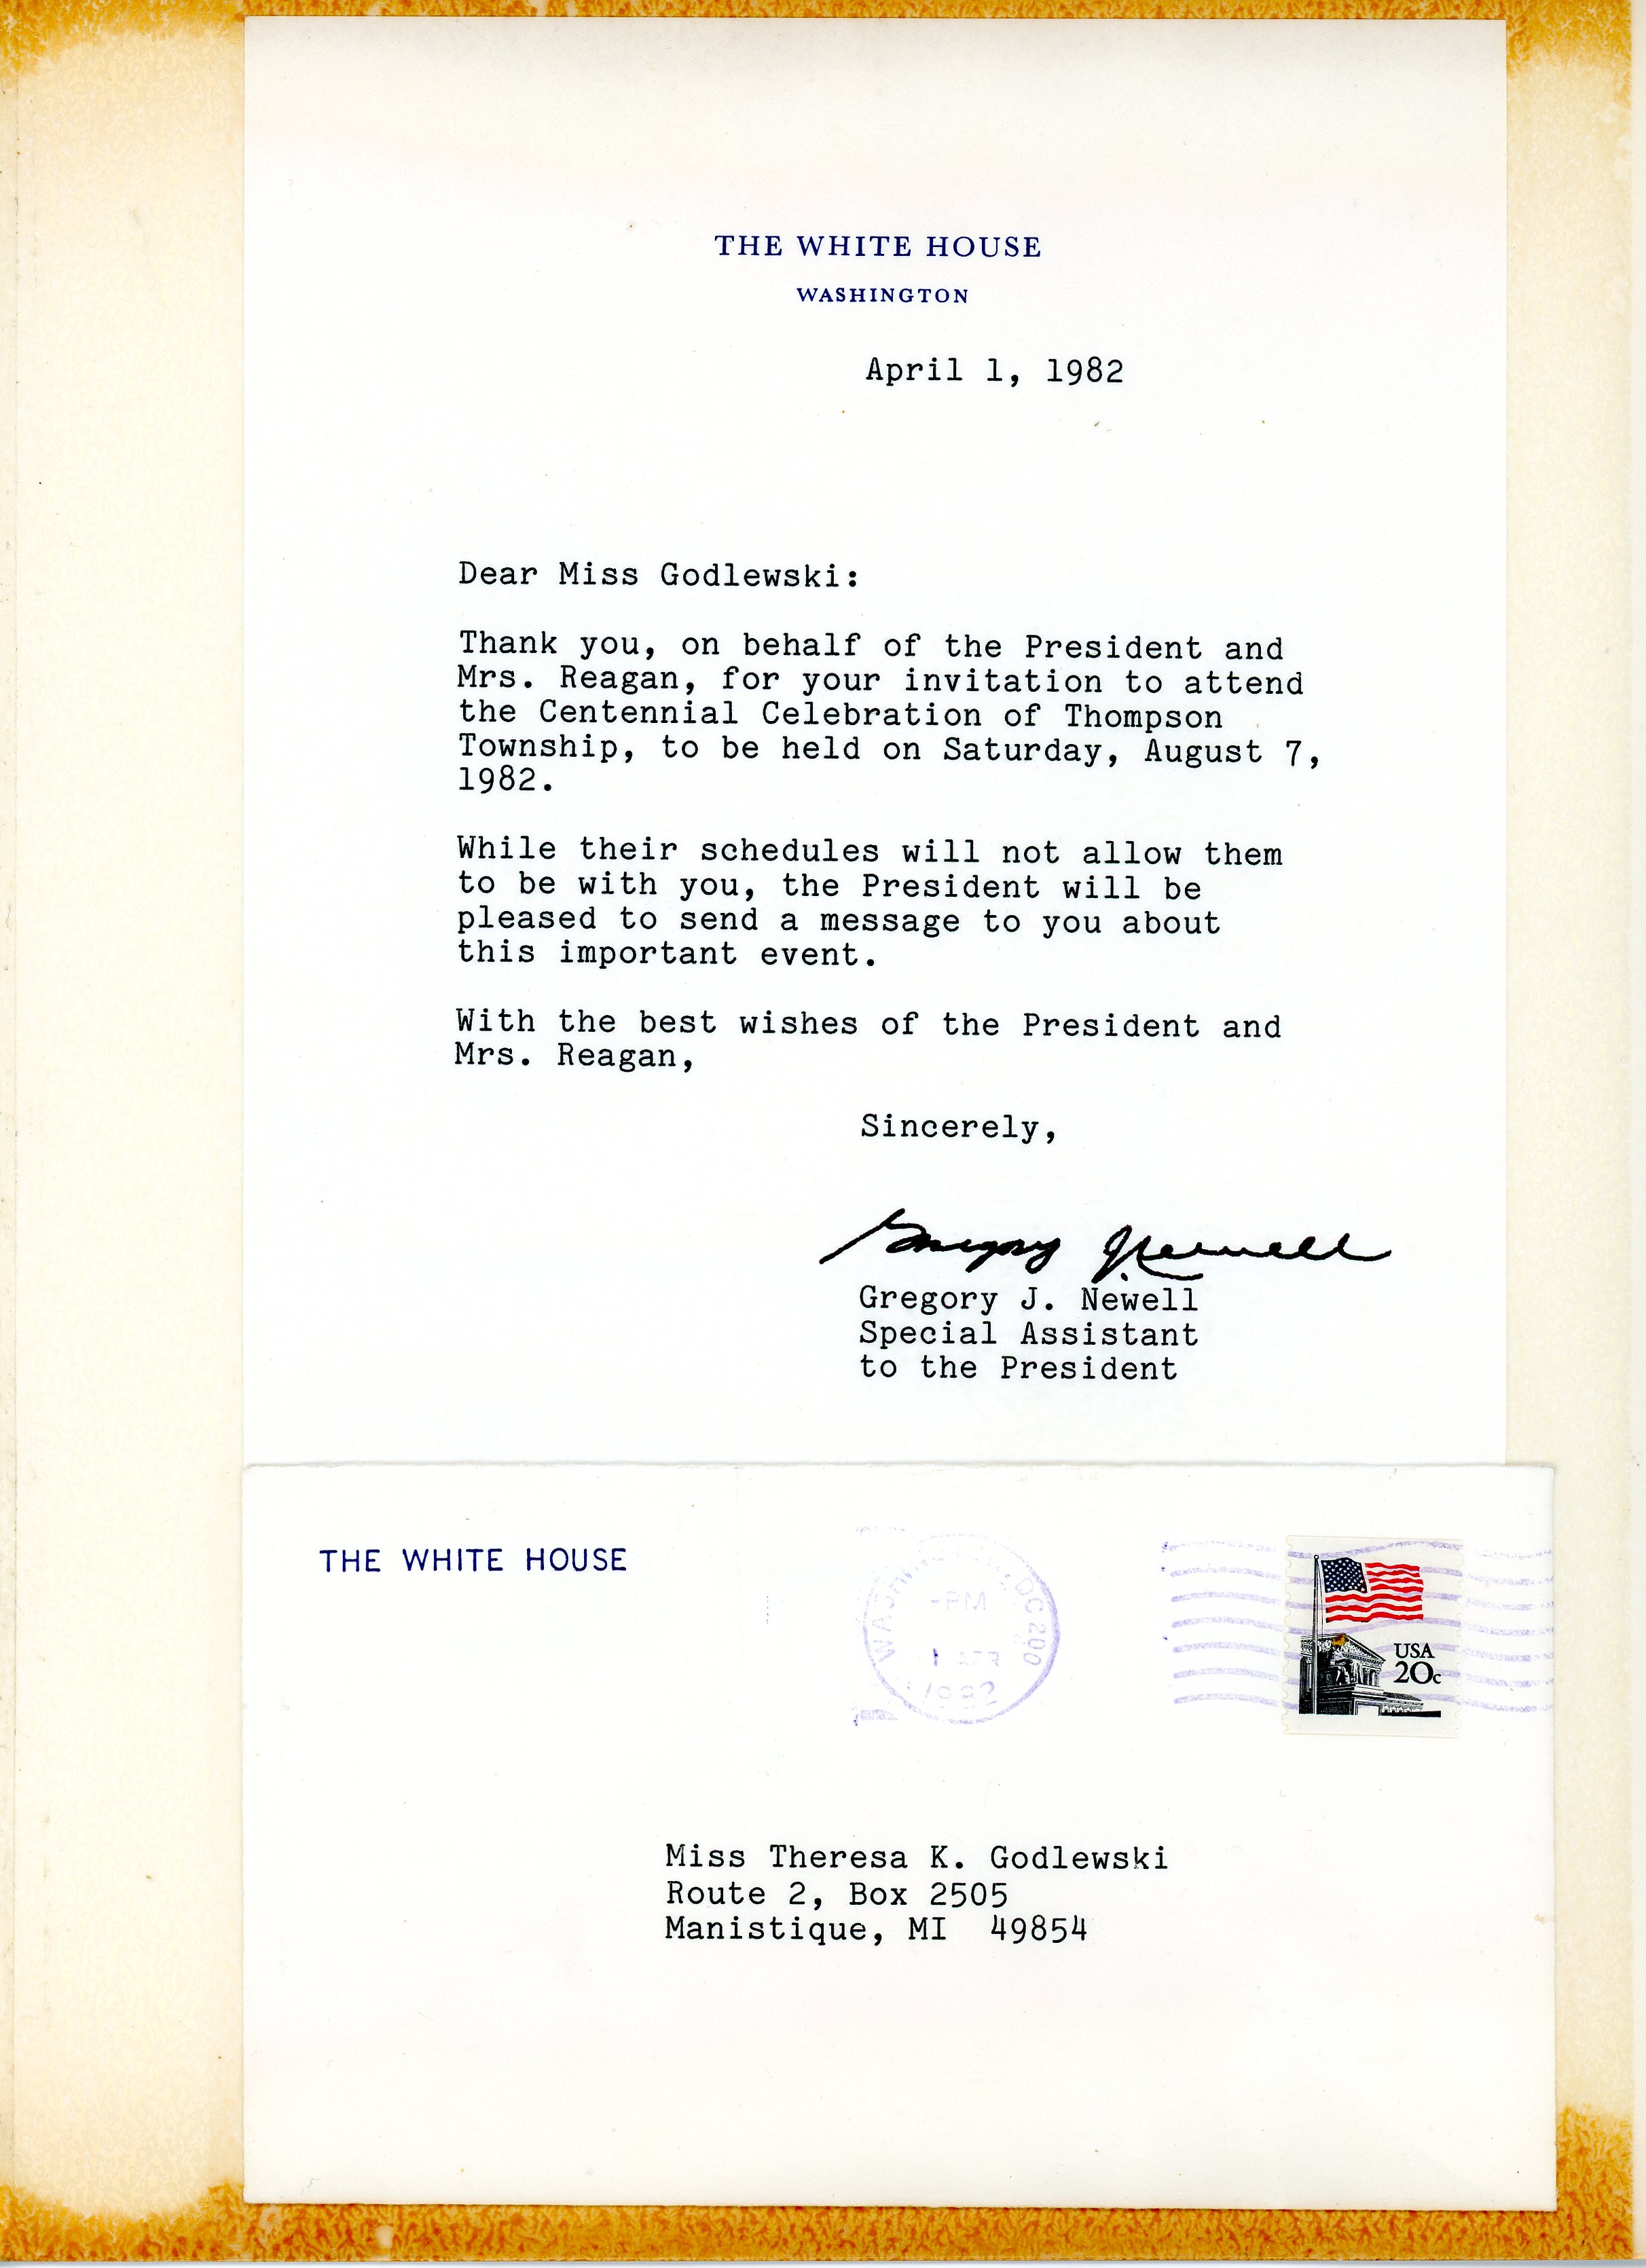 THE WHITE HOUSE
WASHINGTON
April 1, 1982
Dear Miss Godlewski:
Thank you, on behalf of the President and
Mrs. Reagan, for your invitation to attend
the Centennial Celebration of Thompson
Township, to be held on Saturday, August 7,
1982.
While their schedules will not allow them
to be with you, the President will be
pleased to send a message to you about
this important event.
With the best wishes of the President and
Mrs. Reagan,
Sincerely,
Gregory J. Newell
Gregory J. Newell
Special Assistant
to the President
THE WHITE HOUSE
DC 200
PM
1 APR
1982
USA
20c
Miss Theresa K. Godlewski
Route 2, Box 2505
Manistique, MI  49854